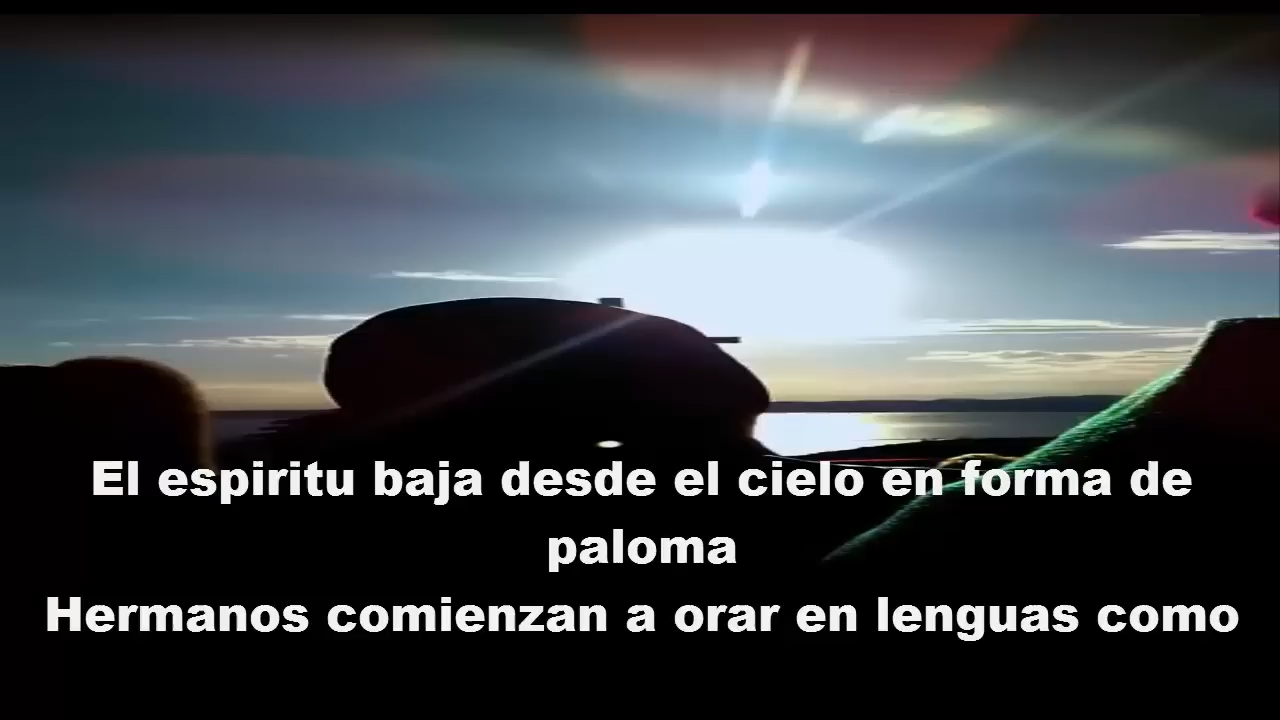 El espiritu baja desde el cielo en forma de
paloma
Hermanos comienzan a orar en lenguas como